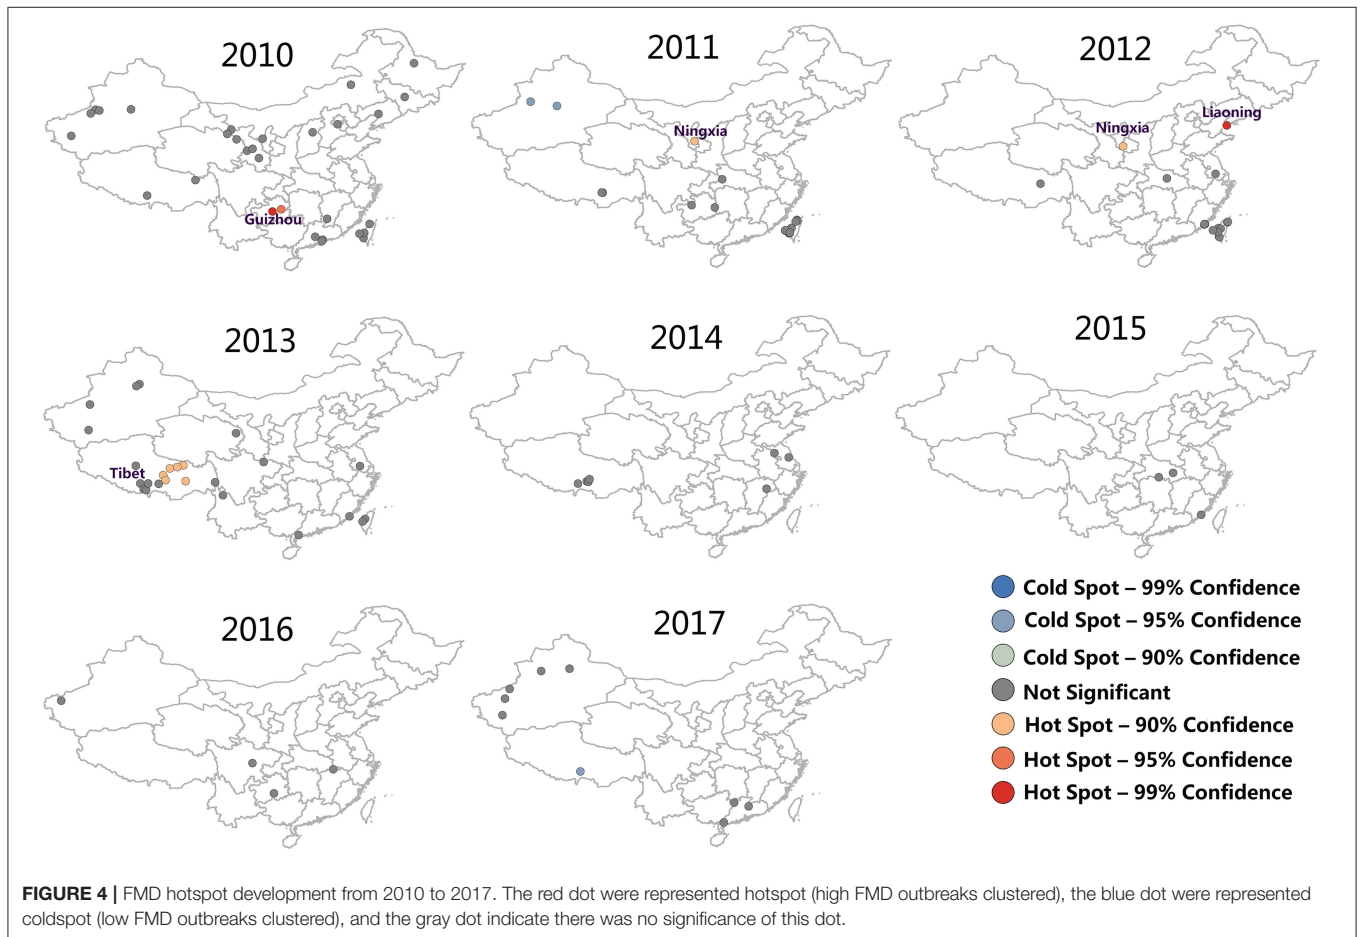 2010
2011
2012
Ningxia
Ningxia
Liaoning
Guizhou
2013
2014
2015
Tibet
2016
2017
Cold Spot – 99% Confidence
Cold Spot – 95% Confidence
Cold Spot – 90% Confidence
Not Significant
Hot Spot – 90% Confidence
Hot Spot – 95% Confidence
Hot Spot – 99% Confidence
FIGURE 4 | FMD hotspot development from 2010 to 2017. The red dot were represented hotspot (high FMD outbreaks clustered), the blue dot were represented
coldspot (low FMD outbreaks clustered), and the gray dot indicate there was no significance of this dot.